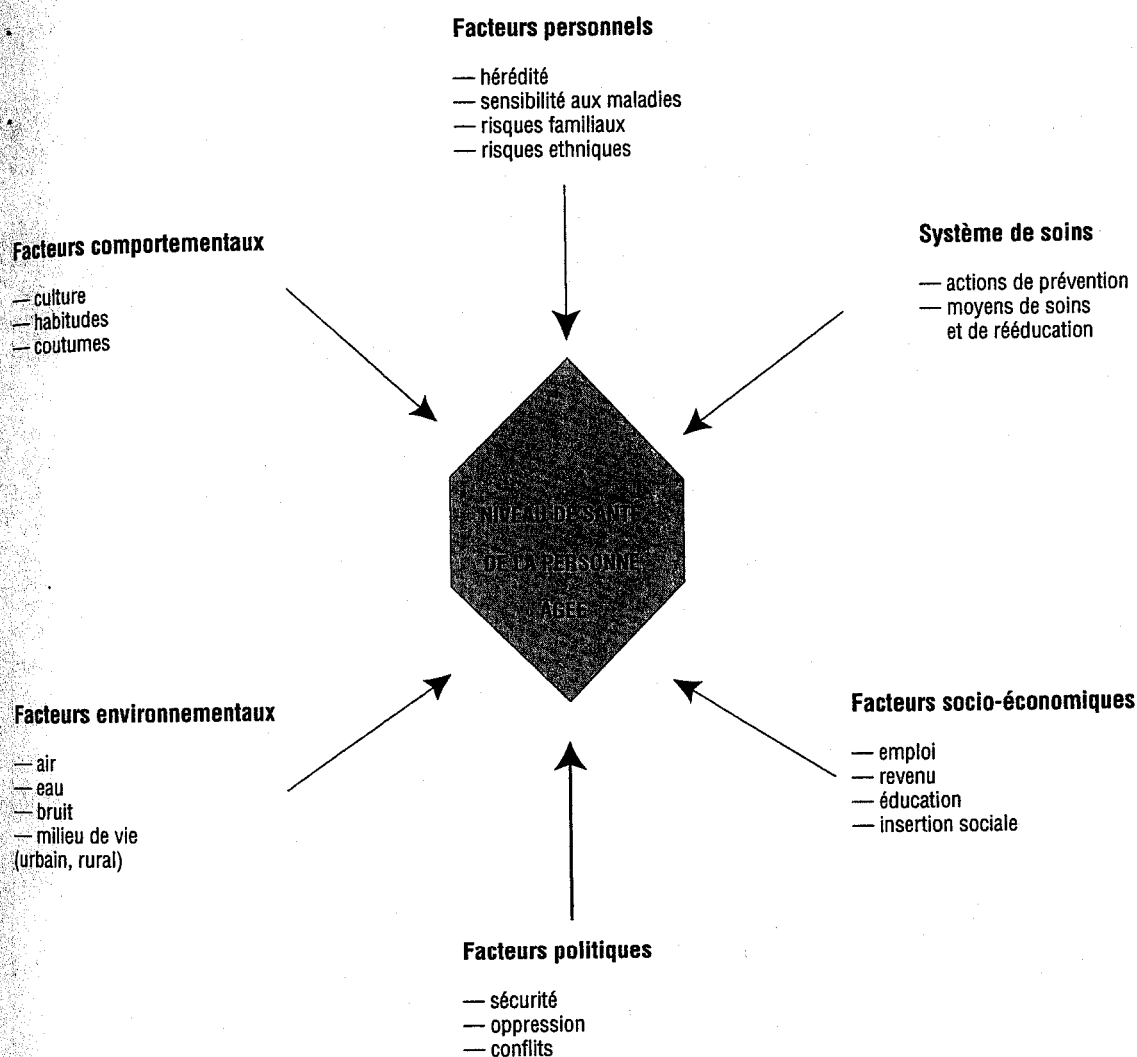 Facteurs personnels
— hérédité
— sensibilité aux maladies
— risques familiaux
— risques ethniques
Facteurs comportementaux
— culture
— habitudes
— coutumes
Système de soins
— actions de prévention
— moyens de soins
et de rééducation
NIVEAU DE SANTE
DE LA PERSONNE
AGEE
Facteurs environnementaux
— air
— eau
— bruit
— milieu de vie
(urbain, rural)
Facteurs socio-économiques
— emploi
— revenu
— éducation
— insertion sociale
Facteurs politiques
— sécurité
— oppression
— conflits